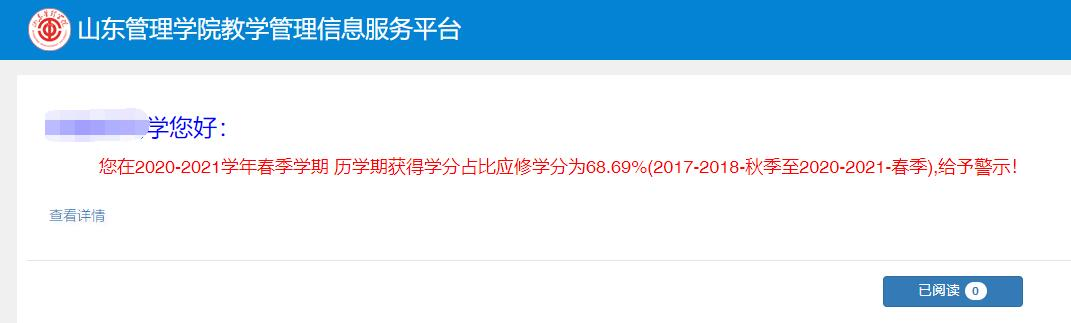 山东管理学院教学管理信息服务平台
学您好：
您在2020-2021学年春季学期 历学期获得学分占比应修学分为68.69%(2017-2018-秋季至2020-2021-春季),给予警示！
查看详情
已阅读 0